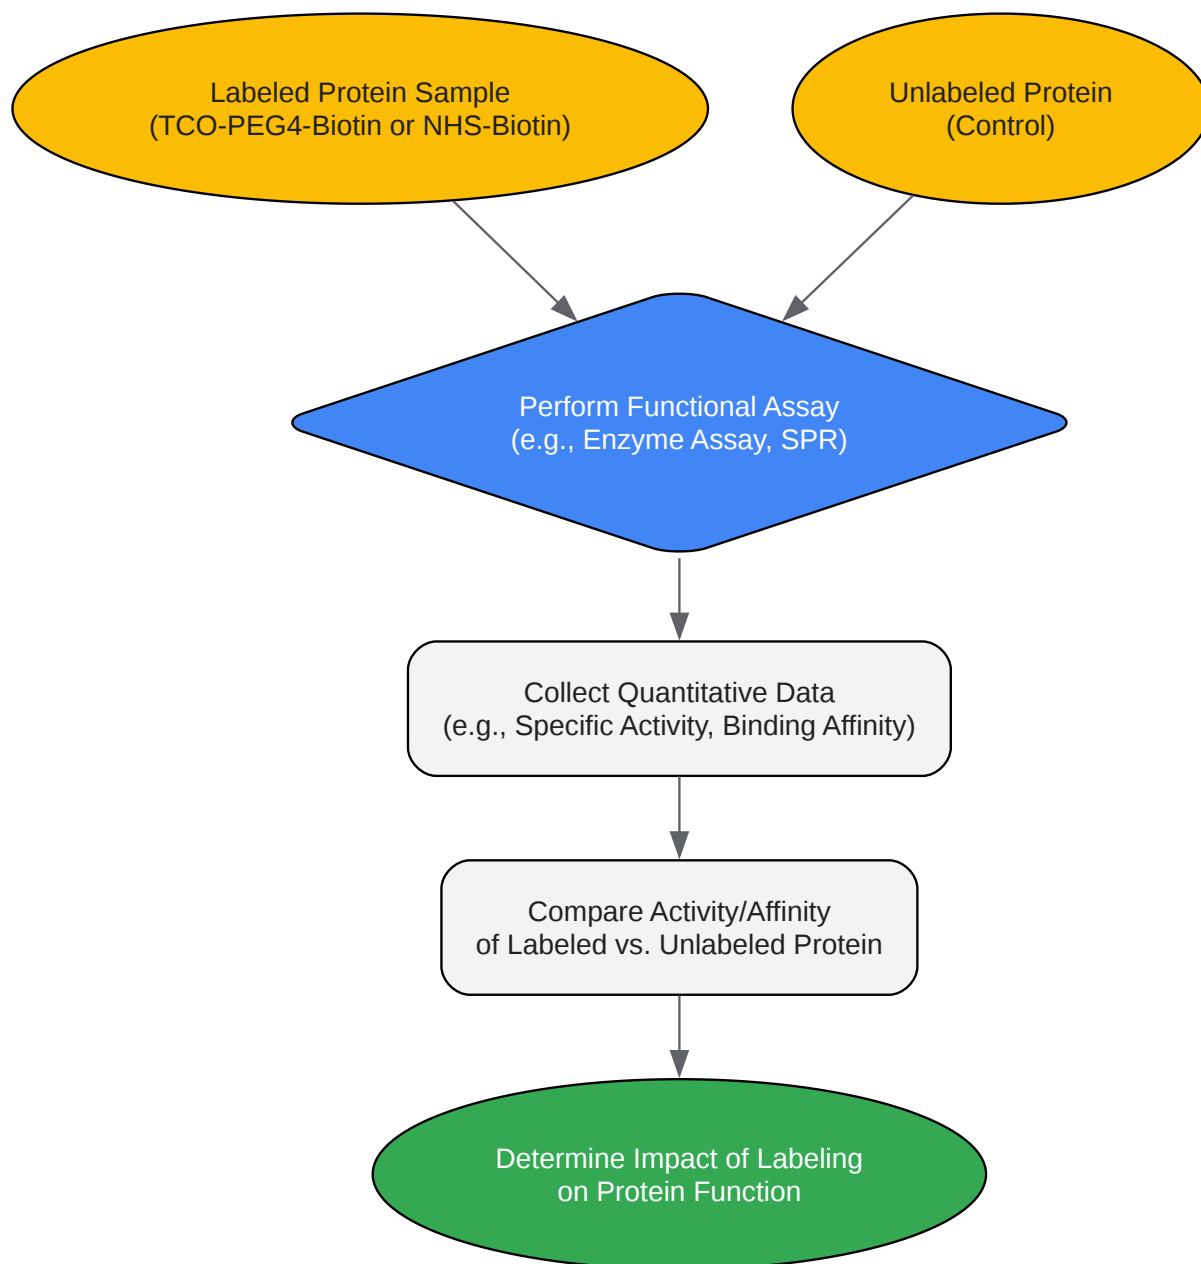 Labeled Protein Sample
(TCO-PEG4-Biotin or NHS-Biotin)
Unlabeled Protein
(Control)
Perform Functional Assay
(e.g., Enzyme Assay, SPR)
Collect Quantitative Data
(e.g., Specific Activity, Binding Affinity)
Compare Activity/Affinity
of Labeled vs. Unlabeled Protein
Determine Impact of Labeling
on Protein Function